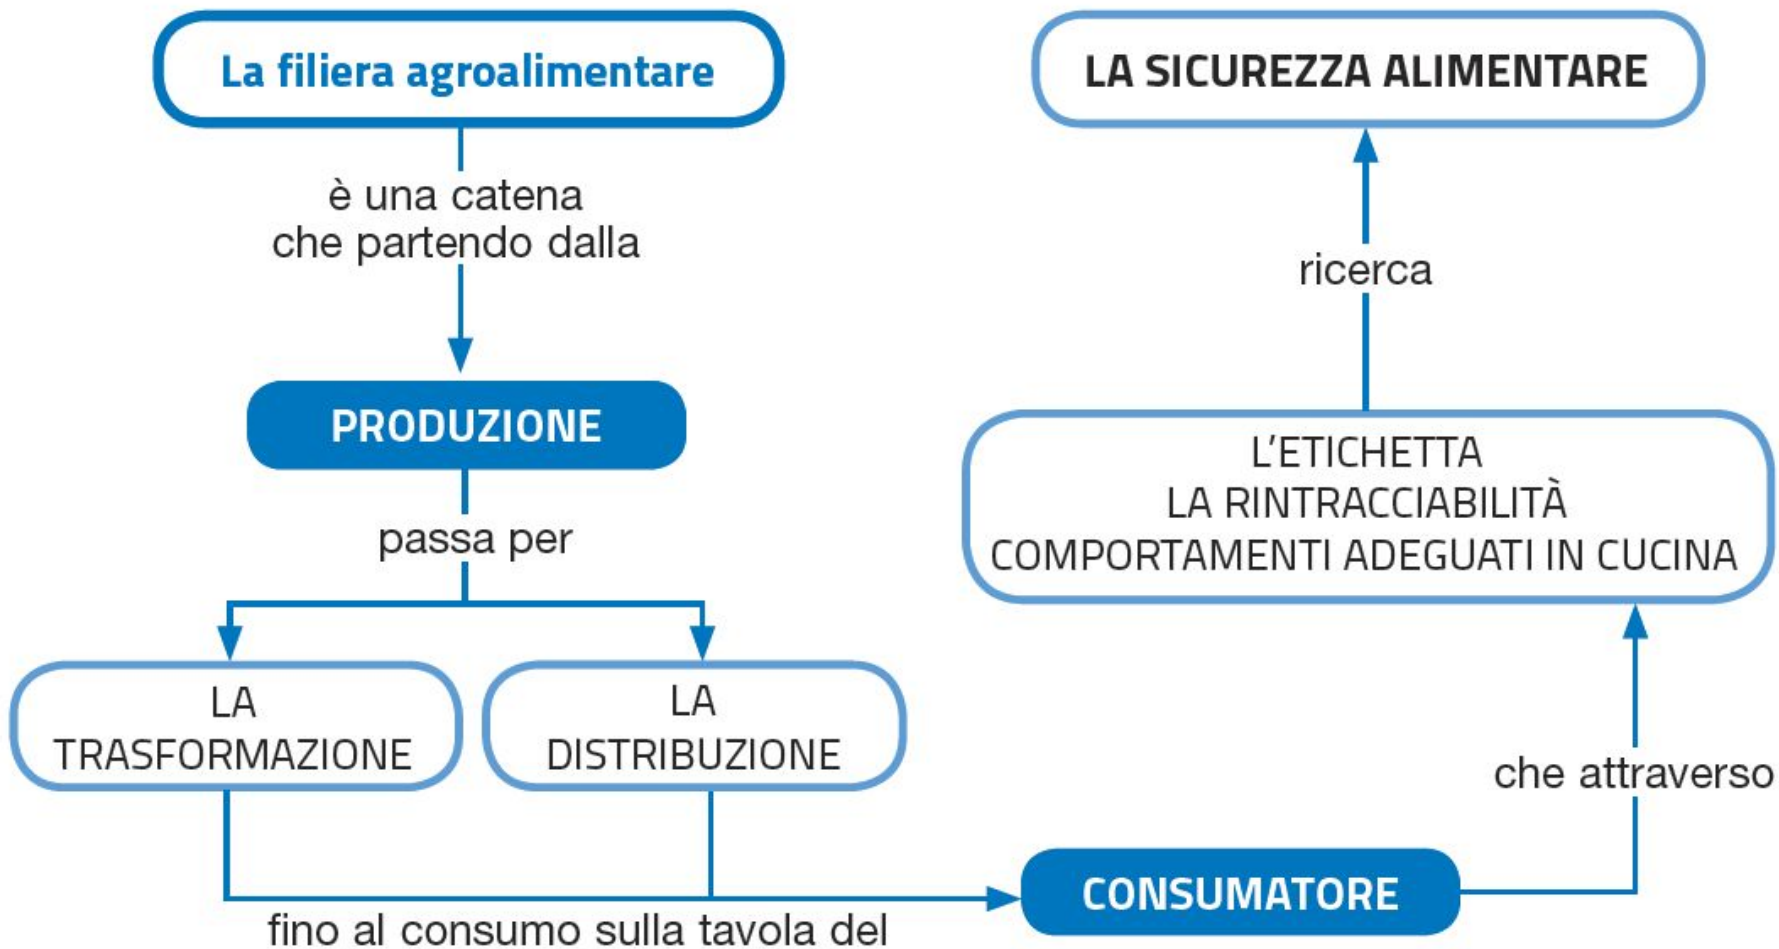 La filiera agroalimentare
è una catena
che partendo dalla
PRODUZIONE
passa per
LA
TRASFORMAZIONE
LA
DISTRIBUZIONE
fino al consumo sulla tavola del
CONSUMATORE
che attraverso
L'ETICHETTA
LA RINTRACCIABILITÀ
COMPORTAMENTI ADEGUATI IN CUCINA
ricerca
LA SICUREZZA ALIMENTARE